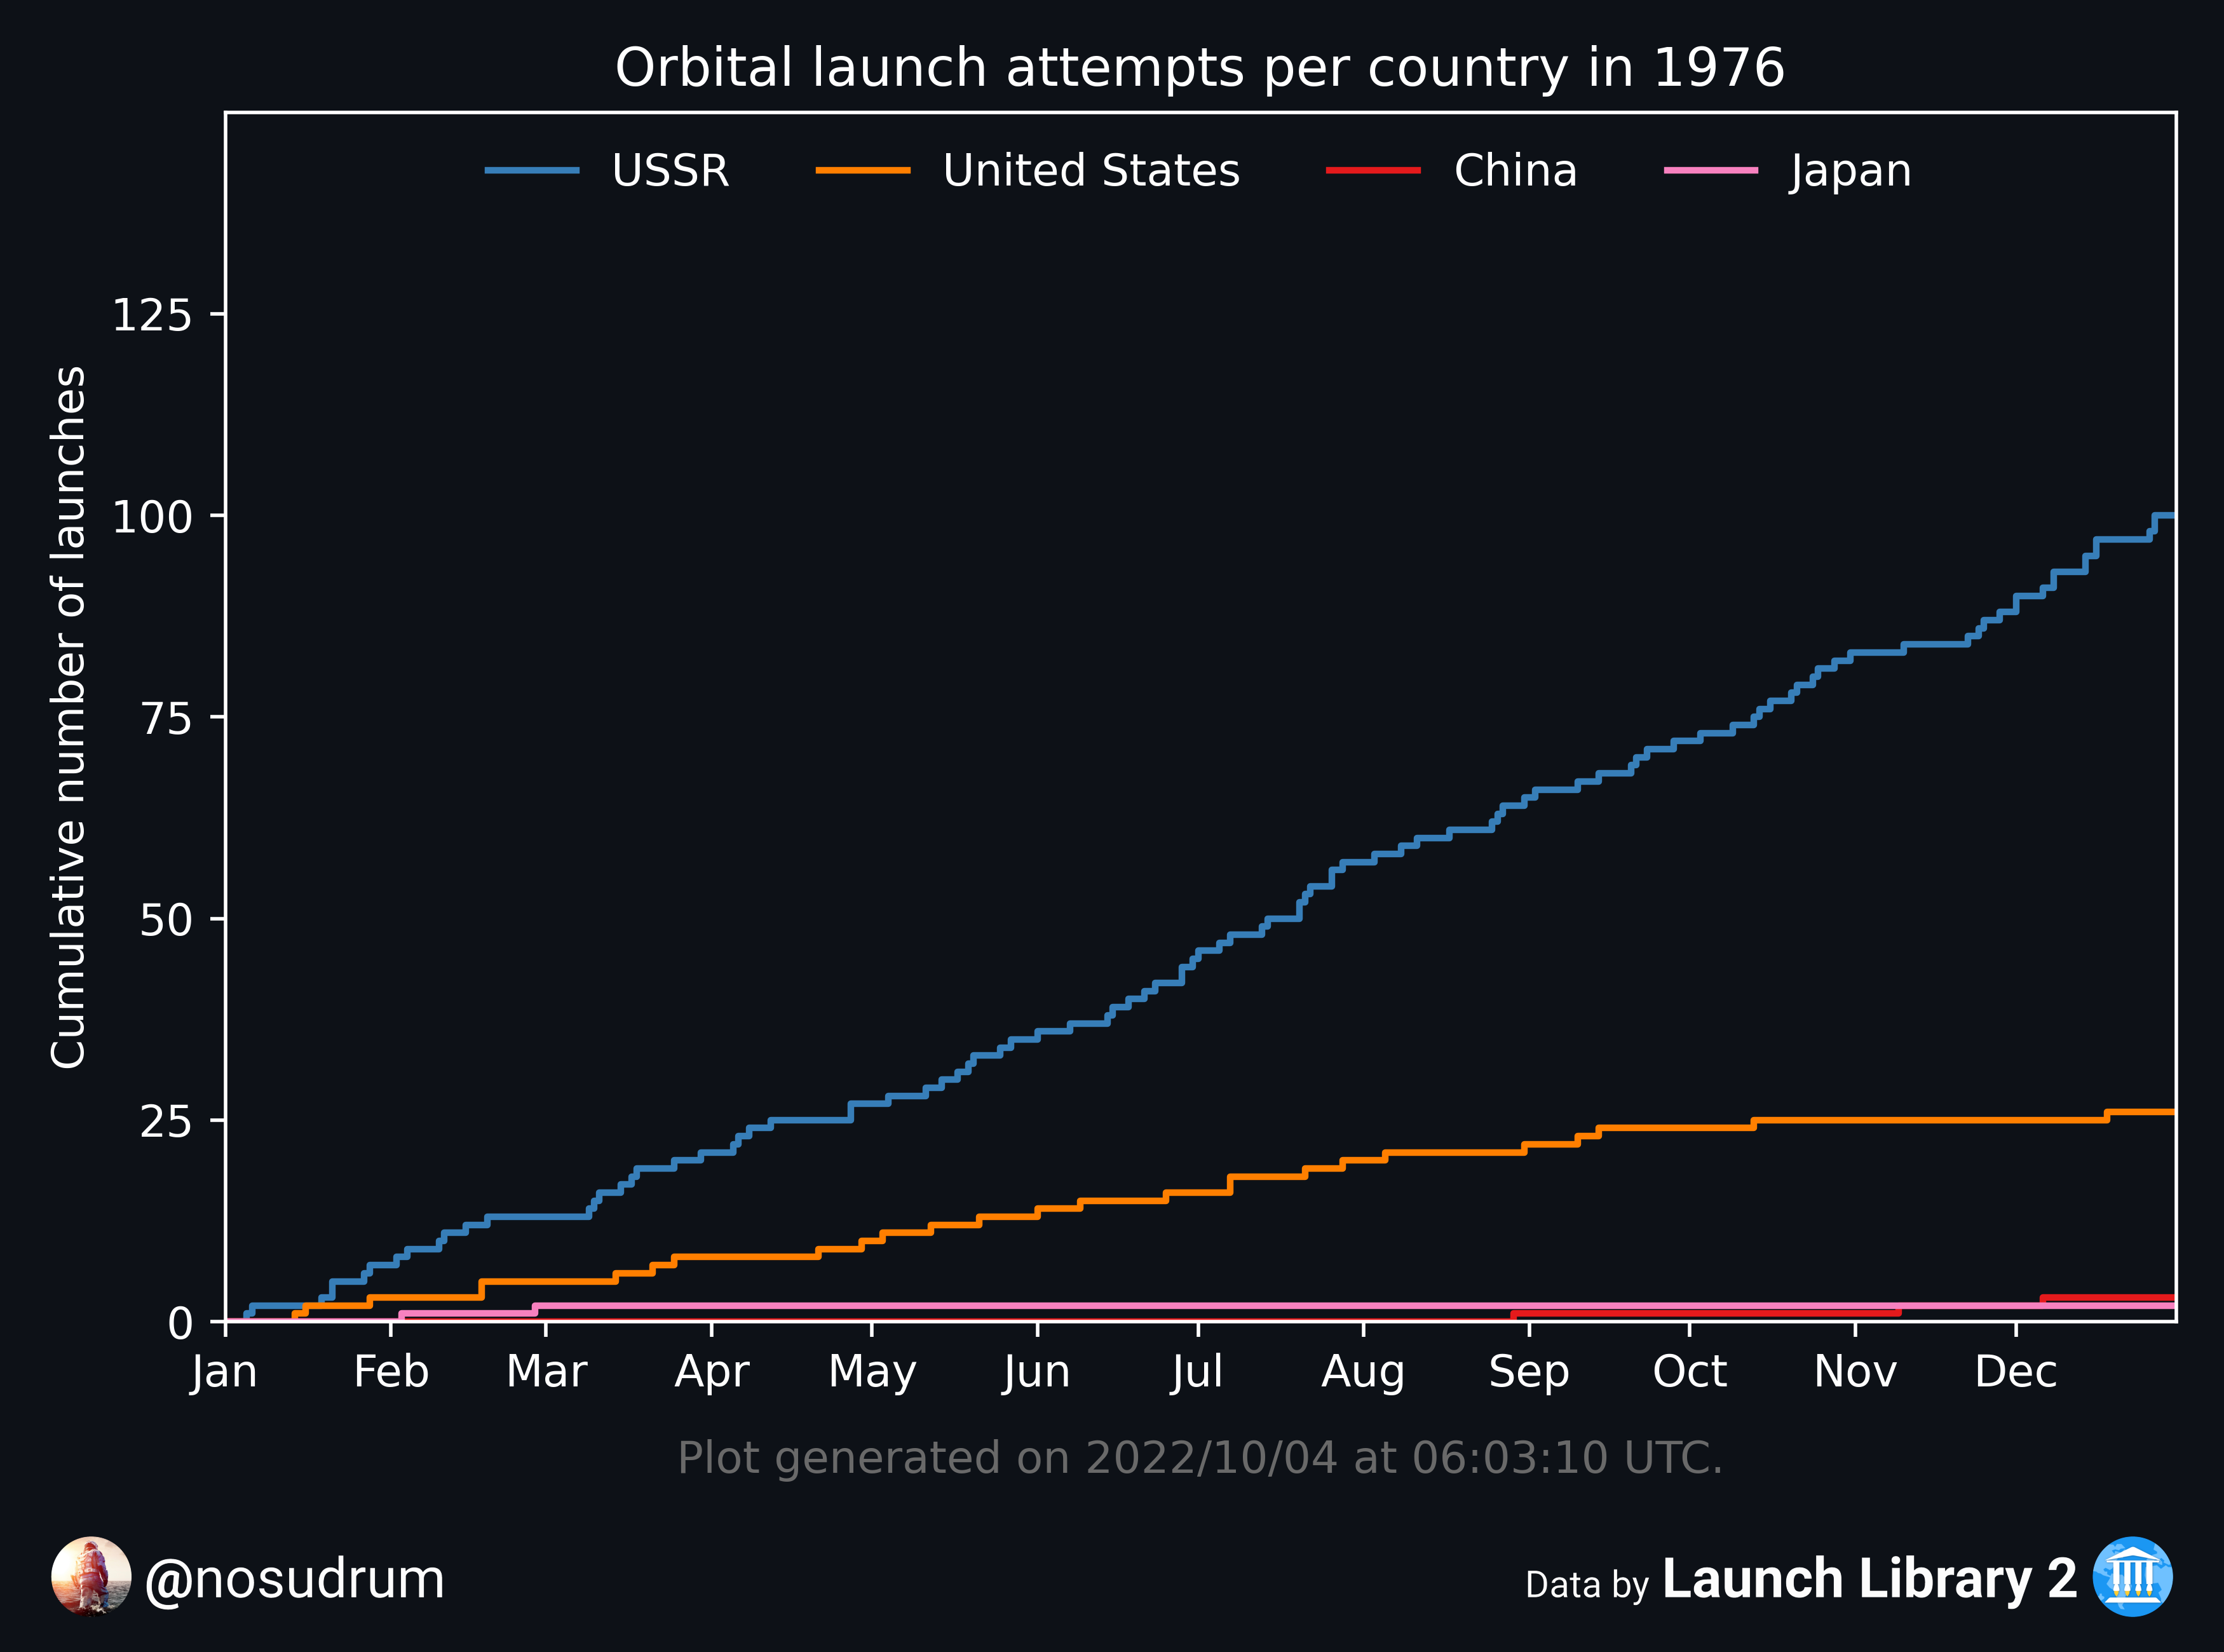 Orbital launch attempts per country in 1976
USSR United States China Japan
Cumulative number of launches
125
100
75
50
25
0
Jan Feb Mar Apr May Jun Jul Aug Sep Oct Nov Dec
Plot generated on 2022/10/04 at 06:03:10 UTC.
@nosudrum
Data by Launch Library 2